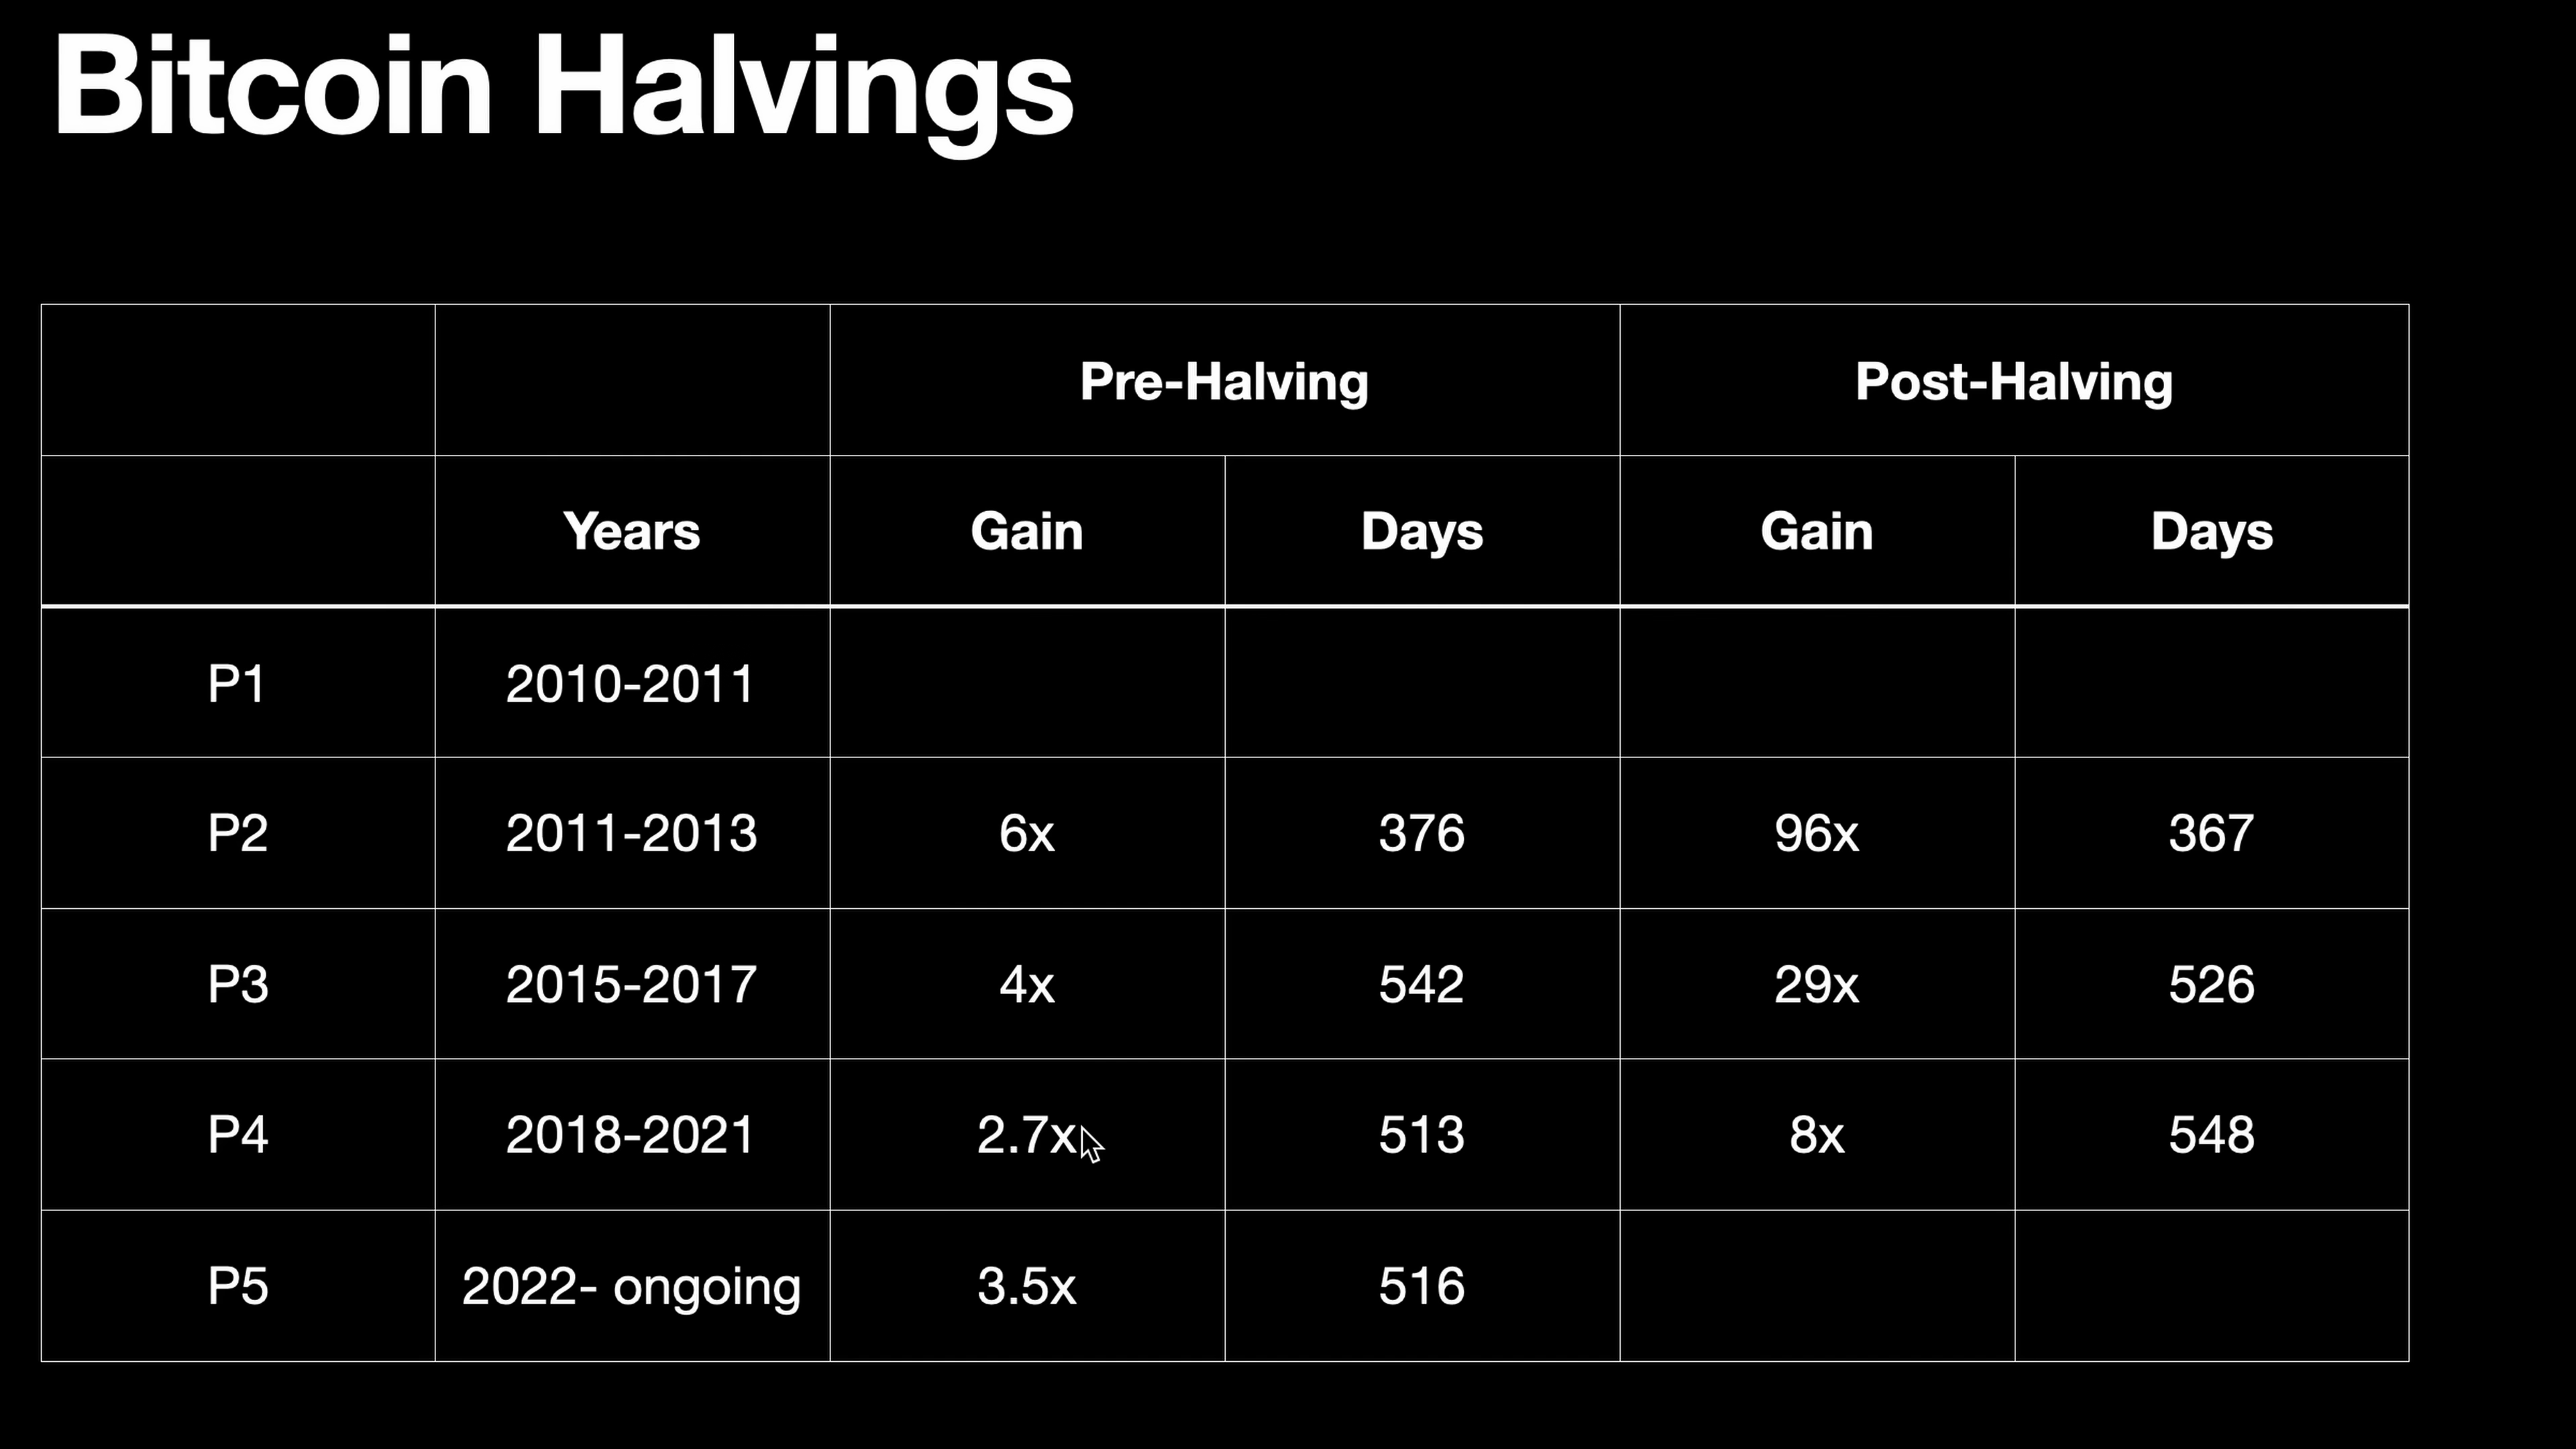 Bitcoin Halvings
Pre-Halving Post-Halving
Years Gain Days Gain Days
P1 2010-2011
P2 2011-2013 6x 376 96x 367
P3 2015-2017 4x 542 29x 526
P4 2018-2021 2.7x 513 8x 548
P5 2022- ongoing 3.5x 516